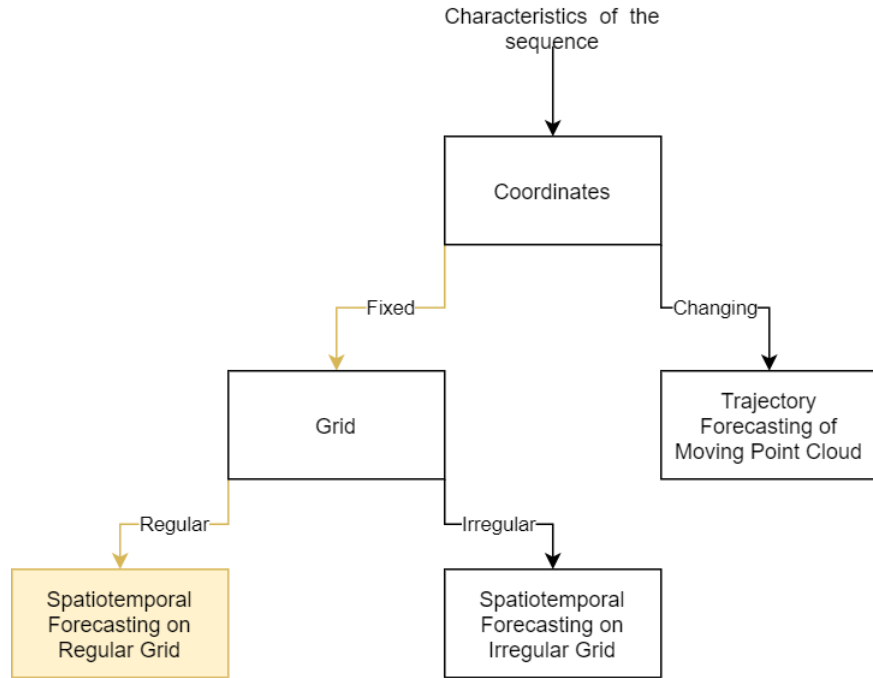 Characteristics of the
sequence
Coordinates
Fixed
Changing
Grid
Trajectory
Forecasting of
Moving Point Cloud
Regular
Irregular
Spatiotemporal
Forecasting on
Regular Grid
Spatiotemporal
Forecasting on
Irregular Grid